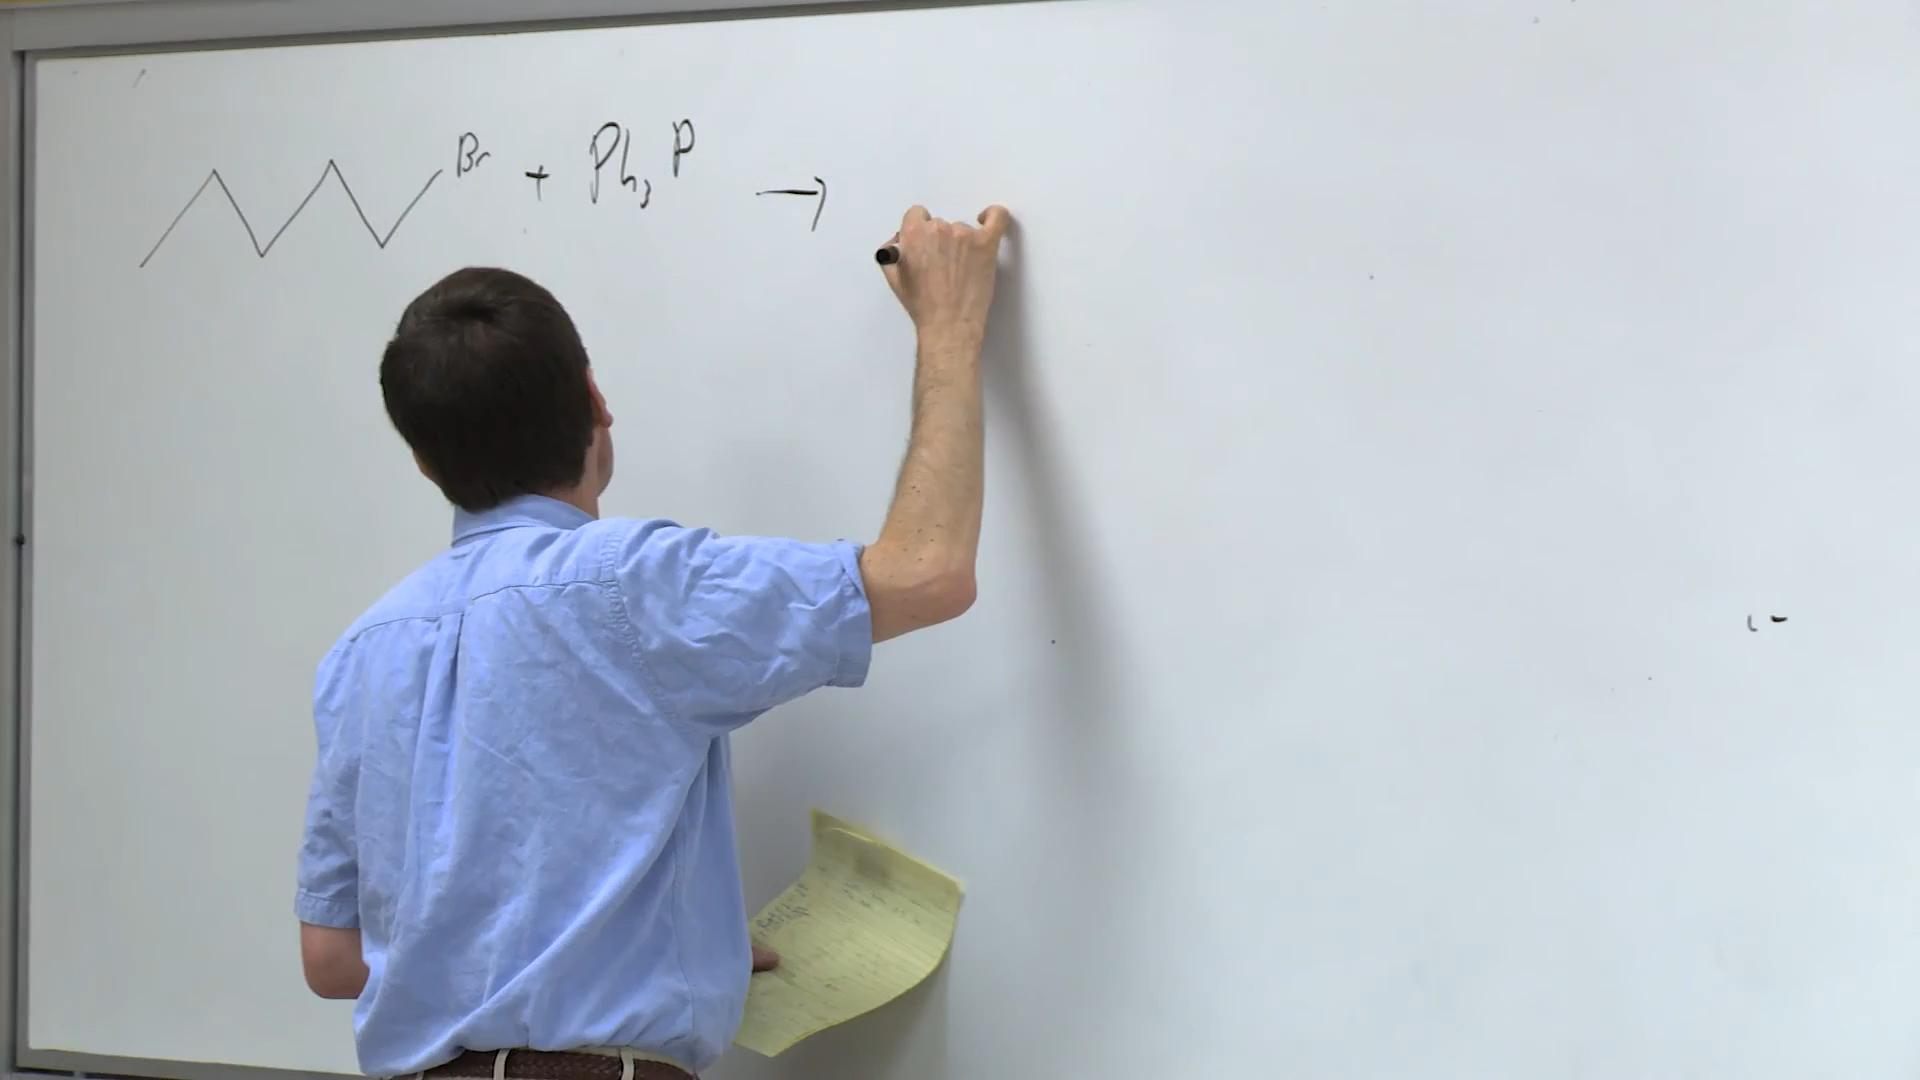 Br + Ph₃P →